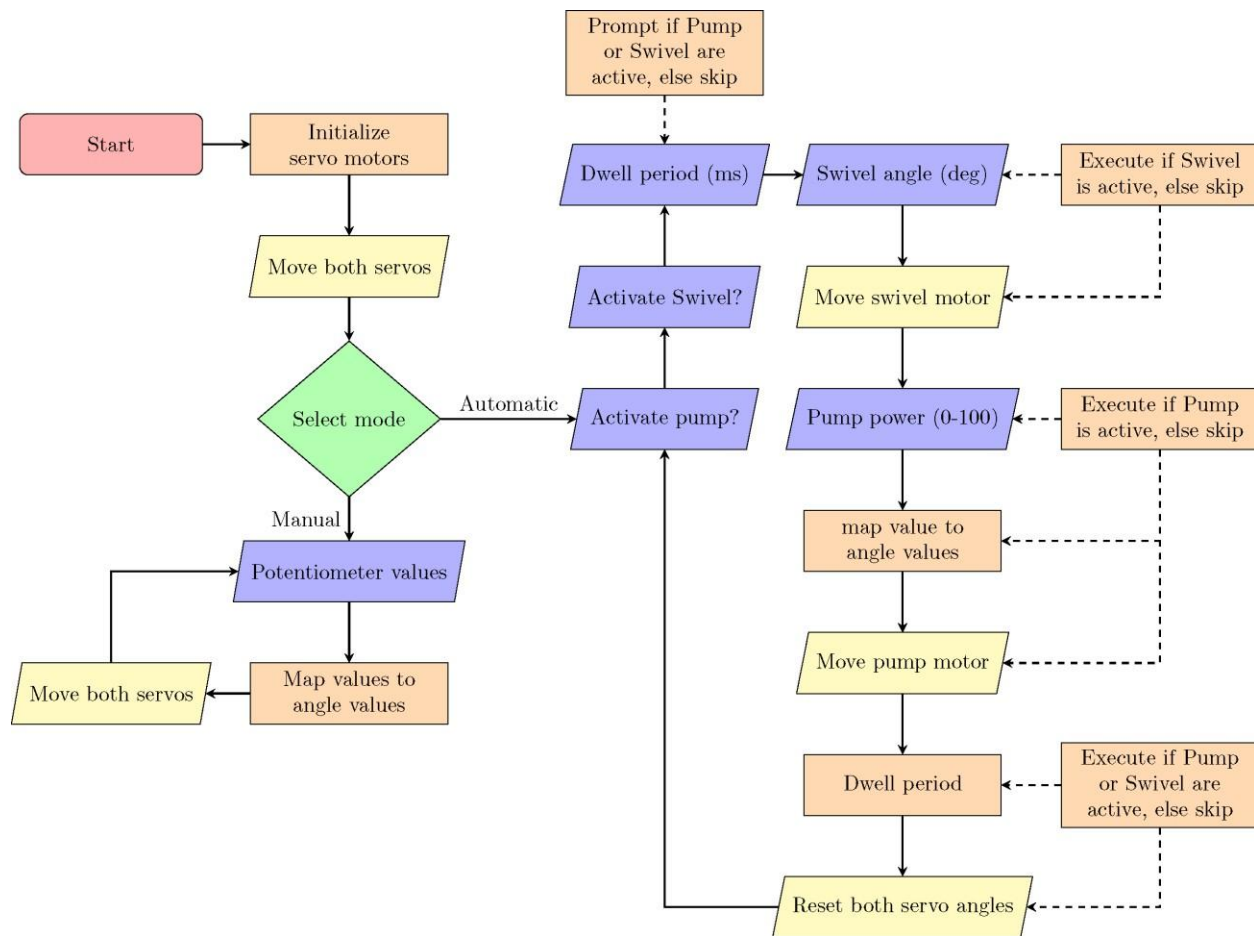 Prompt if Pump
or Swivel are
active, else skip
Start
Initialize
servo motors
Dwell period (ms)
Swivel angle (deg)
Execute if Swivel
is active, else skip
Move both servos
Activate Swivel?
Move swivel motor
Select mode
Automatic
Activate pump?
Pump power (0-100)
Execute if Pump
is active, else skip
Manual
Potentiometer values
map value to
angle values
Move both servos
Map values to
angle values
Move pump motor
Dwell period
Execute if Pump
or Swivel are
active, else skip
Reset both servo angles